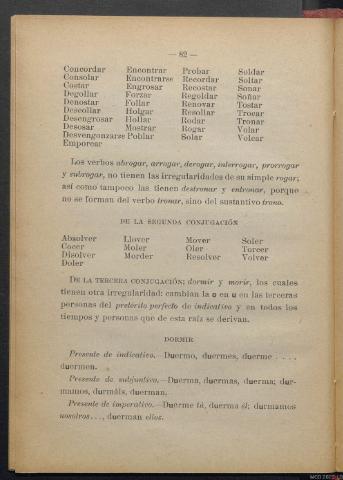 — 82 —
Concordar Encontrar Probar Soldar
Consolar Encontrarse Recordar Soltar
Costar Engrosar Recostar Sonar
Degollar Forzar Regoldar Soñar
Denostar Follar Renovar Tostar
Descollar Holgar Resollar Trocar
Desengrosar Hollar Rodar Tronar
Desosar Mostrar Rogar Volar
Desvengonzarse Poblar Solar Volcar
Emporcar
Los verbos abrogar, arrogar, derogar, interrogar, prorrogar
y subrogar, no tienen las irregularidades de su simple rogar;
así como tampoco las tienen destronar y entronar, porque
no se forman del verbo tronar, sino del sustantivo trono.
DE LA SEGUNDA CONJUGACIÓN
Absolver Llover Mover Soler
Cocer Moler Oler Torcer
Disolver Morder Resolver Volver
Doler
DE LA TERCERA CONJUGACIÓN; dormir y morir, los cuales
tienen otra irregularidad: cambian la o en u en las terceras
personas del pretérito perfecto de indicativo y en todos los
tiempos y personas que de esta raíz se derivan.
DORMIR
Presente de indicativo.—Duermo, duermes, duerme ....
duermen.
Presente de subjuntivo.—Duerma, duermas, duerma; dur-
mamos, durmáis, duerman.
Presente de imperativo.—Duerme tú, duerma él; durmamos
nosotros..., duerman ellos.